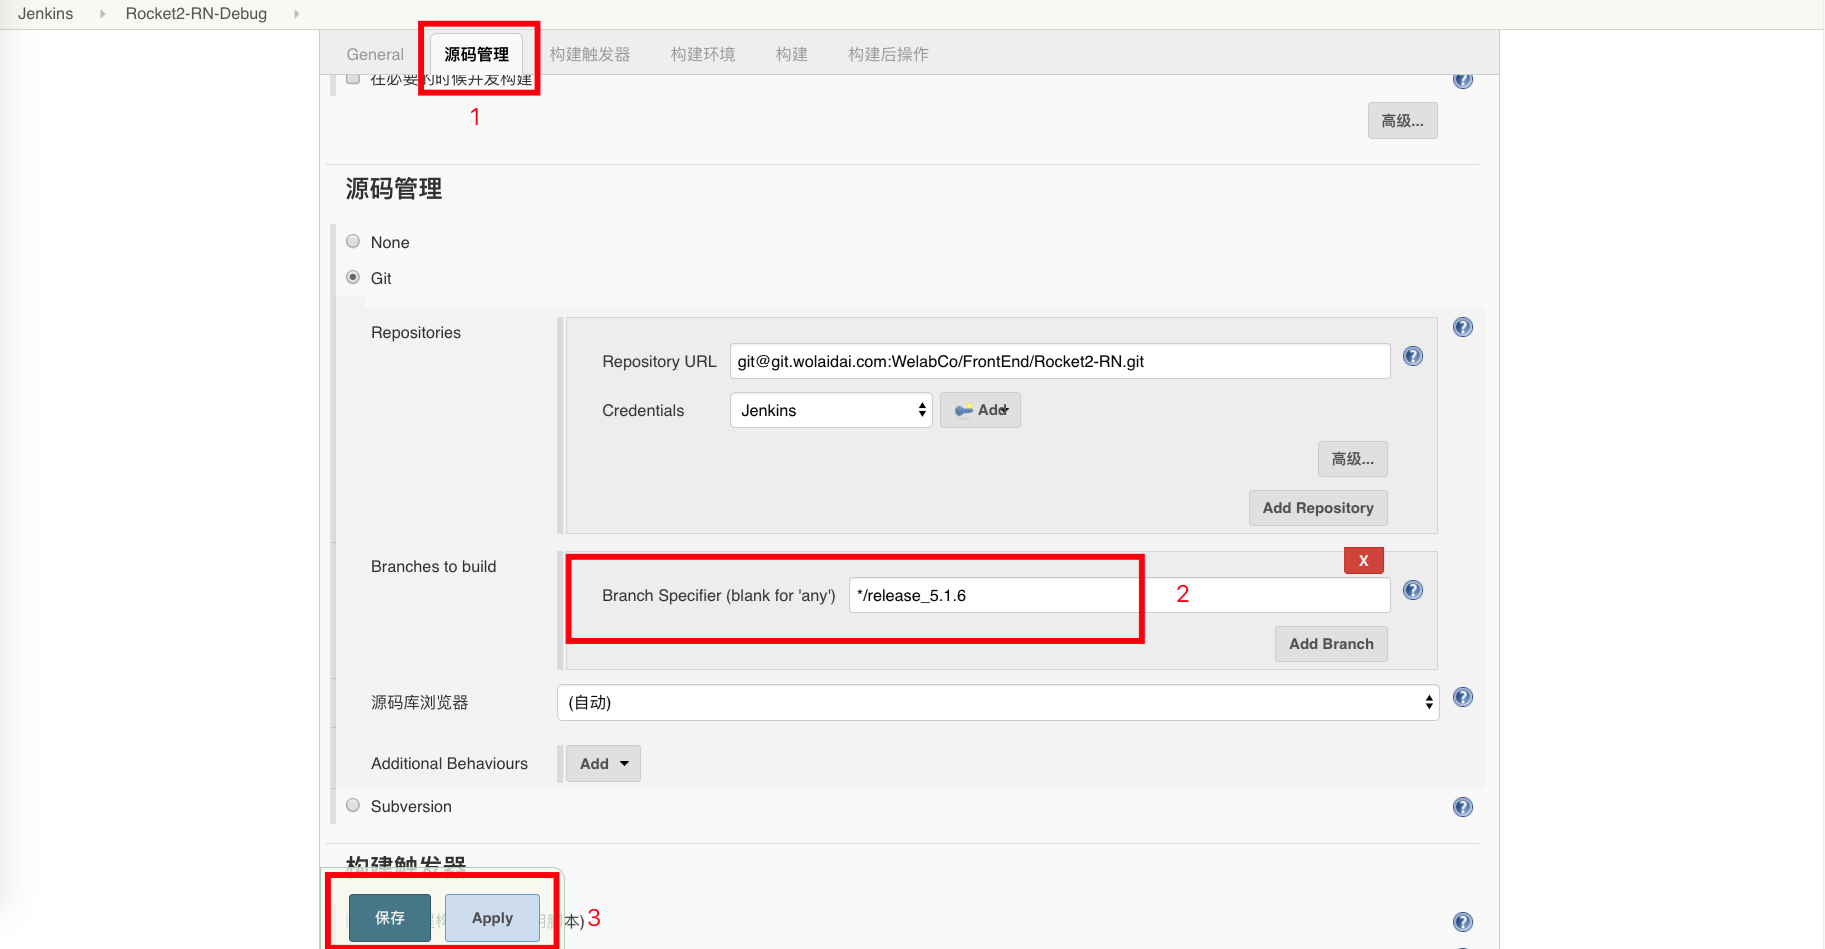 Jenkins Rocket2-RN-Debug
General 源码管理 构建触发器 构建环境 构建 构建后操作
在必要的时候并发构建
1
高级...
源码管理
None
Git
Repositories
Repository URL git@git.wolaidai.com:WelabCo/FrontEnd/Rocket2-RN.git
Credentials Jenkins Add
高级...
Add Repository
Branches to build
X
Branch Specifier (blank for 'any') */release_5.1.6 2
Add Branch
源码库浏览器 (自动)
Additional Behaviours Add
Subversion
构建触发器
保存 Apply 本) 3